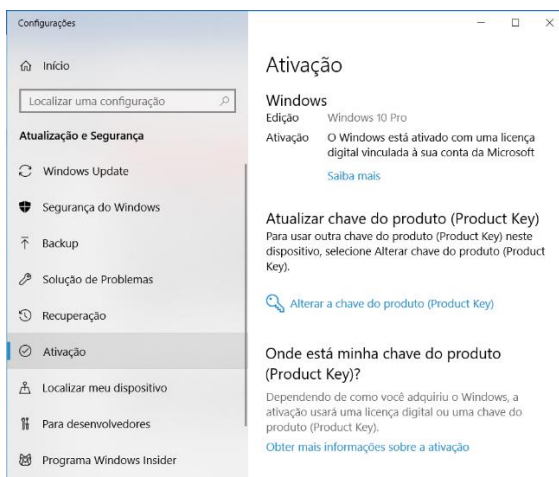 Configurações
Início
Localizar uma configuração
Atualização e Segurança
Windows Update
Segurança do Windows
Backup
Solução de Problemas
Recuperação
Ativação
Localizar meu dispositivo
Para desenvolvedores
Programa Windows Insider
Ativação
Windows
Edição Windows 10 Pro
Ativação O Windows está ativado com uma licença
digital vinculada à sua conta da Microsoft
Saiba mais
Atualizar chave do produto (Product Key)
Para usar outra chave do produto (Product Key) neste
dispositivo, selecione Alterar chave do produto (Product
Key).
Alterar a chave do produto (Product Key)
Onde está minha chave do produto
(Product Key)?
Dependendo de como você adquiriu o Windows, a
ativação usará uma licença digital ou uma chave do
produto (Product Key).
Obter mais informações sobre a ativação